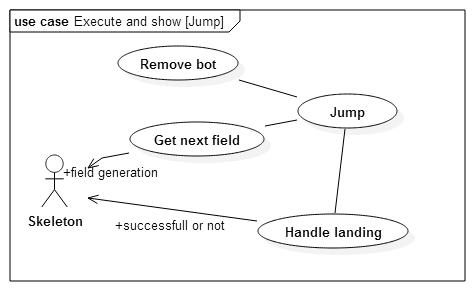 use case Execute and show [Jump]
Remove bot
Jump
Get next field
+field generation
Skeleton
+successfull or not
Handle landing